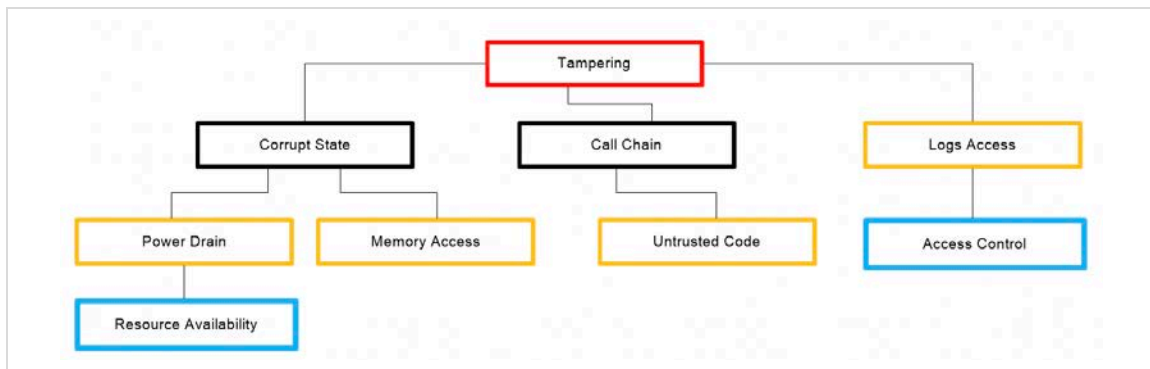 Tampering
Corrupt State
Call Chain
Logs Access
Power Drain
Memory Access
Untrusted Code
Access Control
Resource Availability